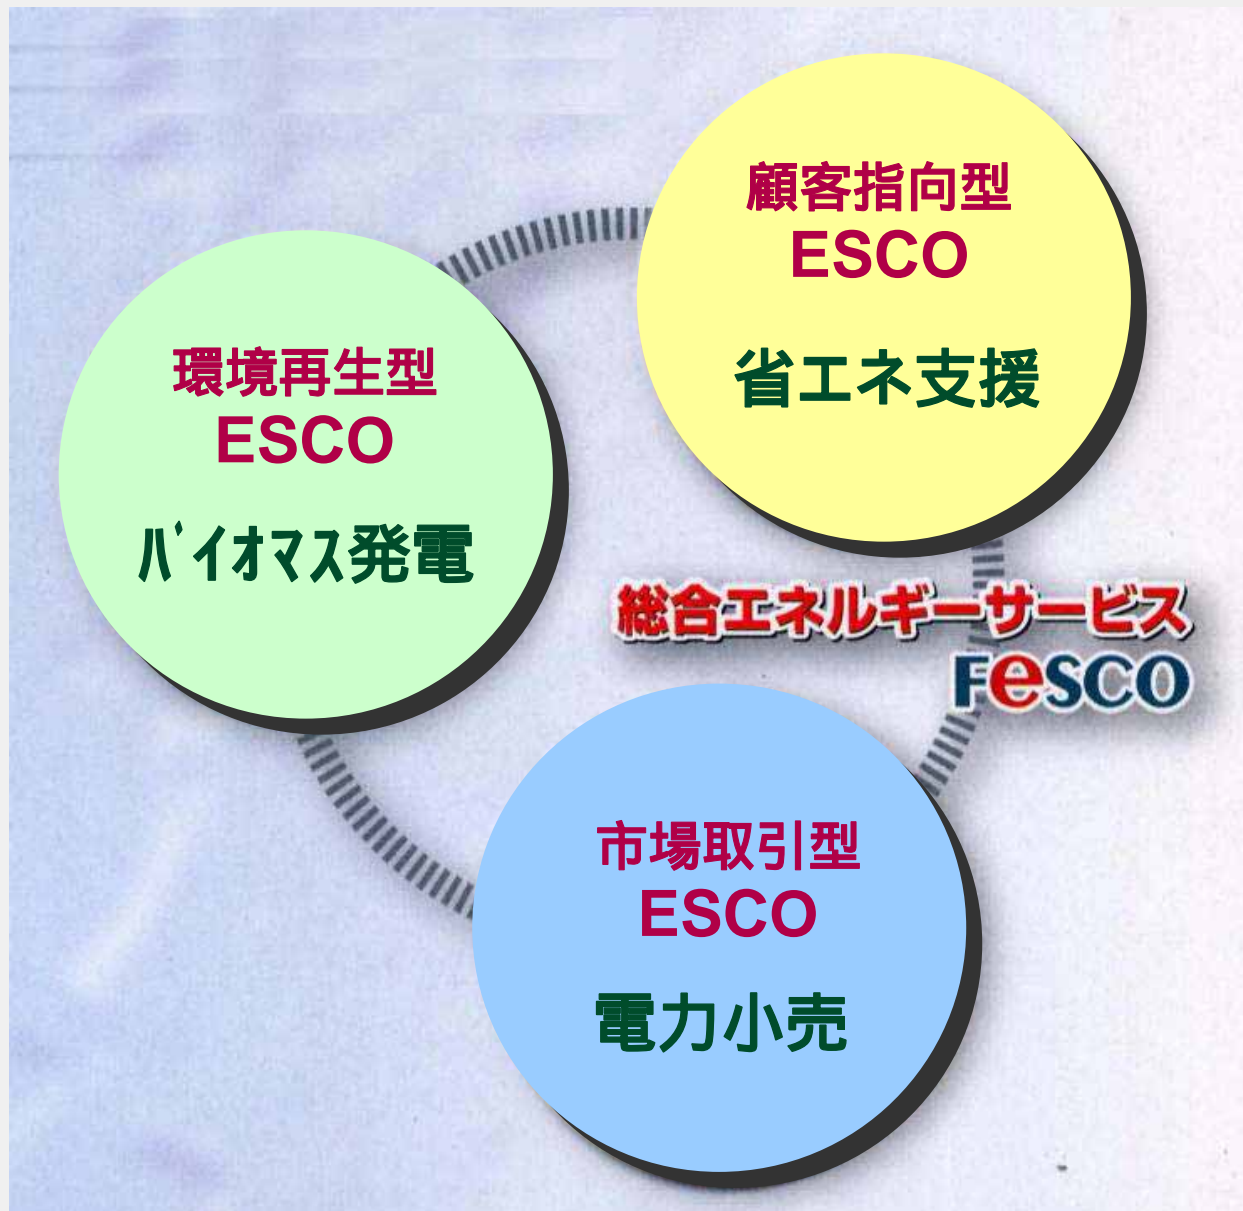 顧客指向型
ESCO
省エネ支援
環境再生型
ESCO
バイオマス発電
総合エネルギーサービス
FeSCO
市場取引型
ESCO
電力小売